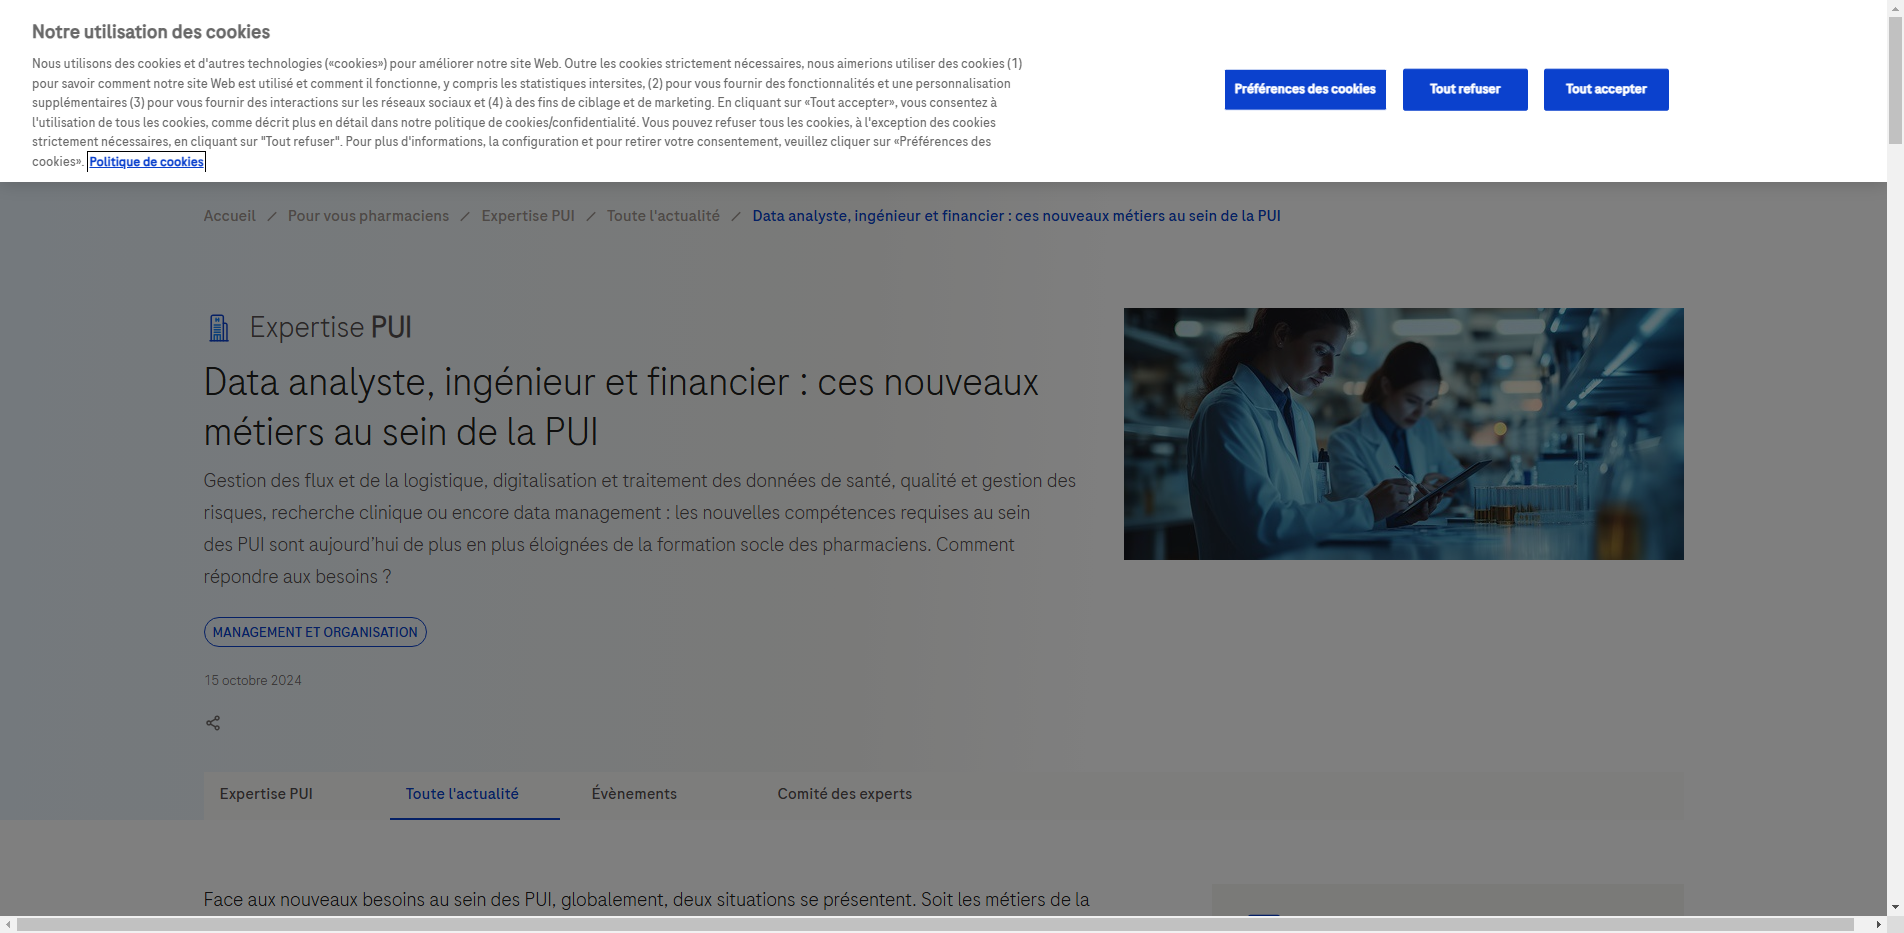 Notre utilisation des cookies
Nous utilisons des cookies et d'autres technologies («cookies») pour améliorer notre site Web. Outre les cookies strictement nécessaires, nous aimerions utiliser des cookies (1)
pour savoir comment notre site Web est utilisé et comment il fonctionne, y compris les statistiques intersites, (2) pour vous fournir des fonctionnalités et une personnalisation
supplémentaires (3) pour vous fournir des interactions sur les réseaux sociaux et (4) à des fins de ciblage et de marketing. En cliquant sur «Tout accepter», vous consentez à
l'utilisation de tous les cookies, comme décrit plus en détail dans notre politique de cookies/confidentialité. Vous pouvez refuser tous les cookies, à l'exception des cookies
strictement nécessaires, en cliquant sur "Tout refuser". Pour plus d'informations, la configuration et pour retirer votre consentement, veuillez cliquer sur «Préférences des
cookies». Politique de cookies
Préférences des cookies
Tout refuser
Tout accepter
Accueil / Pour vous pharmaciens / Expertise PUI / Toute l'actualité / Data analyste, ingénieur et financier : ces nouveaux métiers au sein de la PUI
Expertise PUI
Data analyste, ingénieur et financier : ces nouveaux
métiers au sein de la PUI
Gestion des flux et de la logistique, digitalisation et traitement des données de santé, qualité et gestion des
risques, recherche clinique ou encore data management : les nouvelles compétences requises au sein
des PUI sont aujourd’hui de plus en plus éloignées de la formation socle des pharmaciens. Comment
répondre aux besoins ?
MANAGEMENT ET ORGANISATION
15 octobre 2024
Expertise PUI
Toute l'actualité
Évènements
Comité des experts
Face aux nouveaux besoins au sein des PUI, globalement, deux situations se présentent. Soit les métiers de la